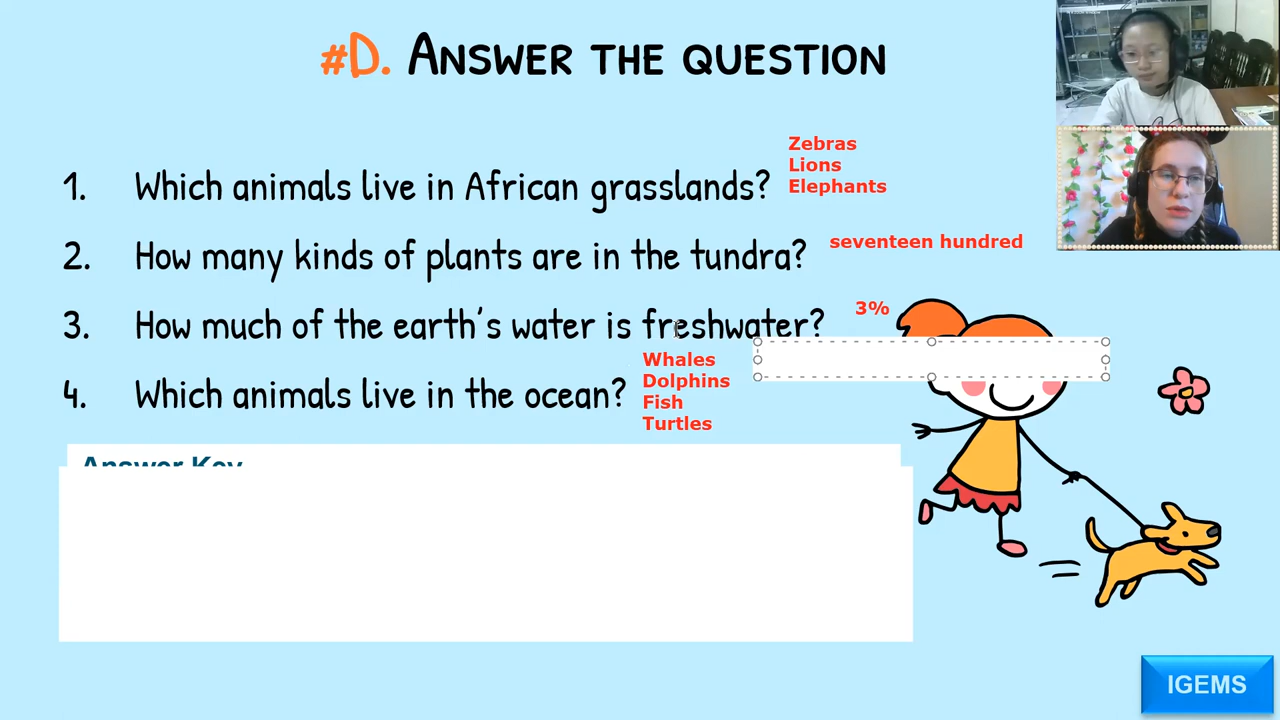 #D. Answer the question
Zebras
Lions
Elephants
1. Which animals live in African grasslands?
seventeen hundred
2. How many kinds of plants are in the tundra?
3%
3. How much of the earth's water is freshwater?
Whales
Dolphins
Fish
Turtles
4. Which animals live in the ocean?
Answer Key
IGEMS